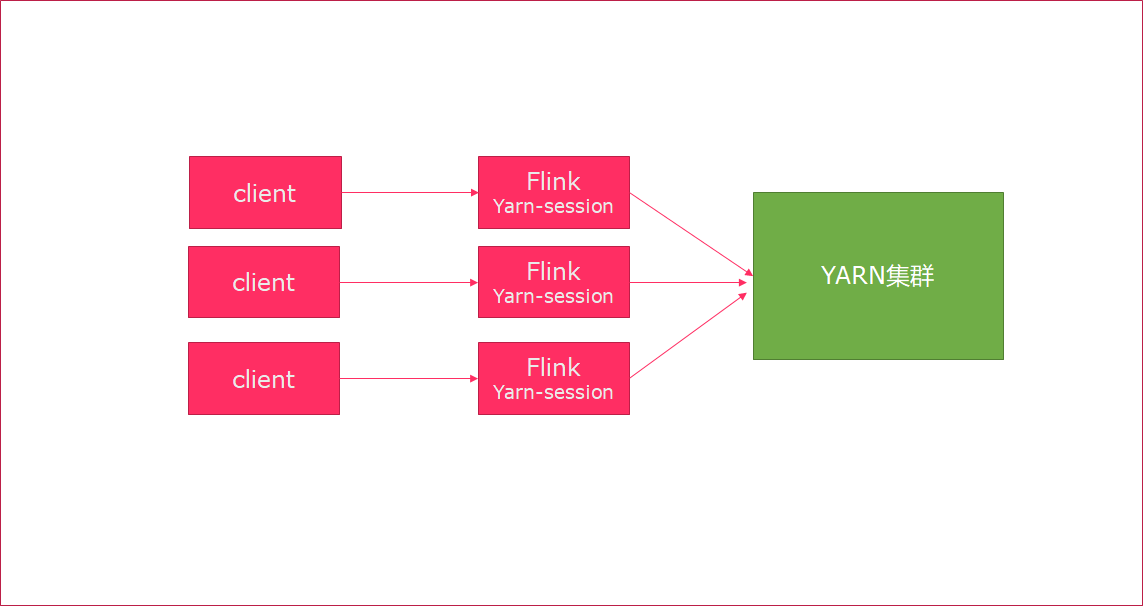 client
Flink
Yarn-session
client
Flink
Yarn-session
YARN集群
client
Flink
Yarn-session